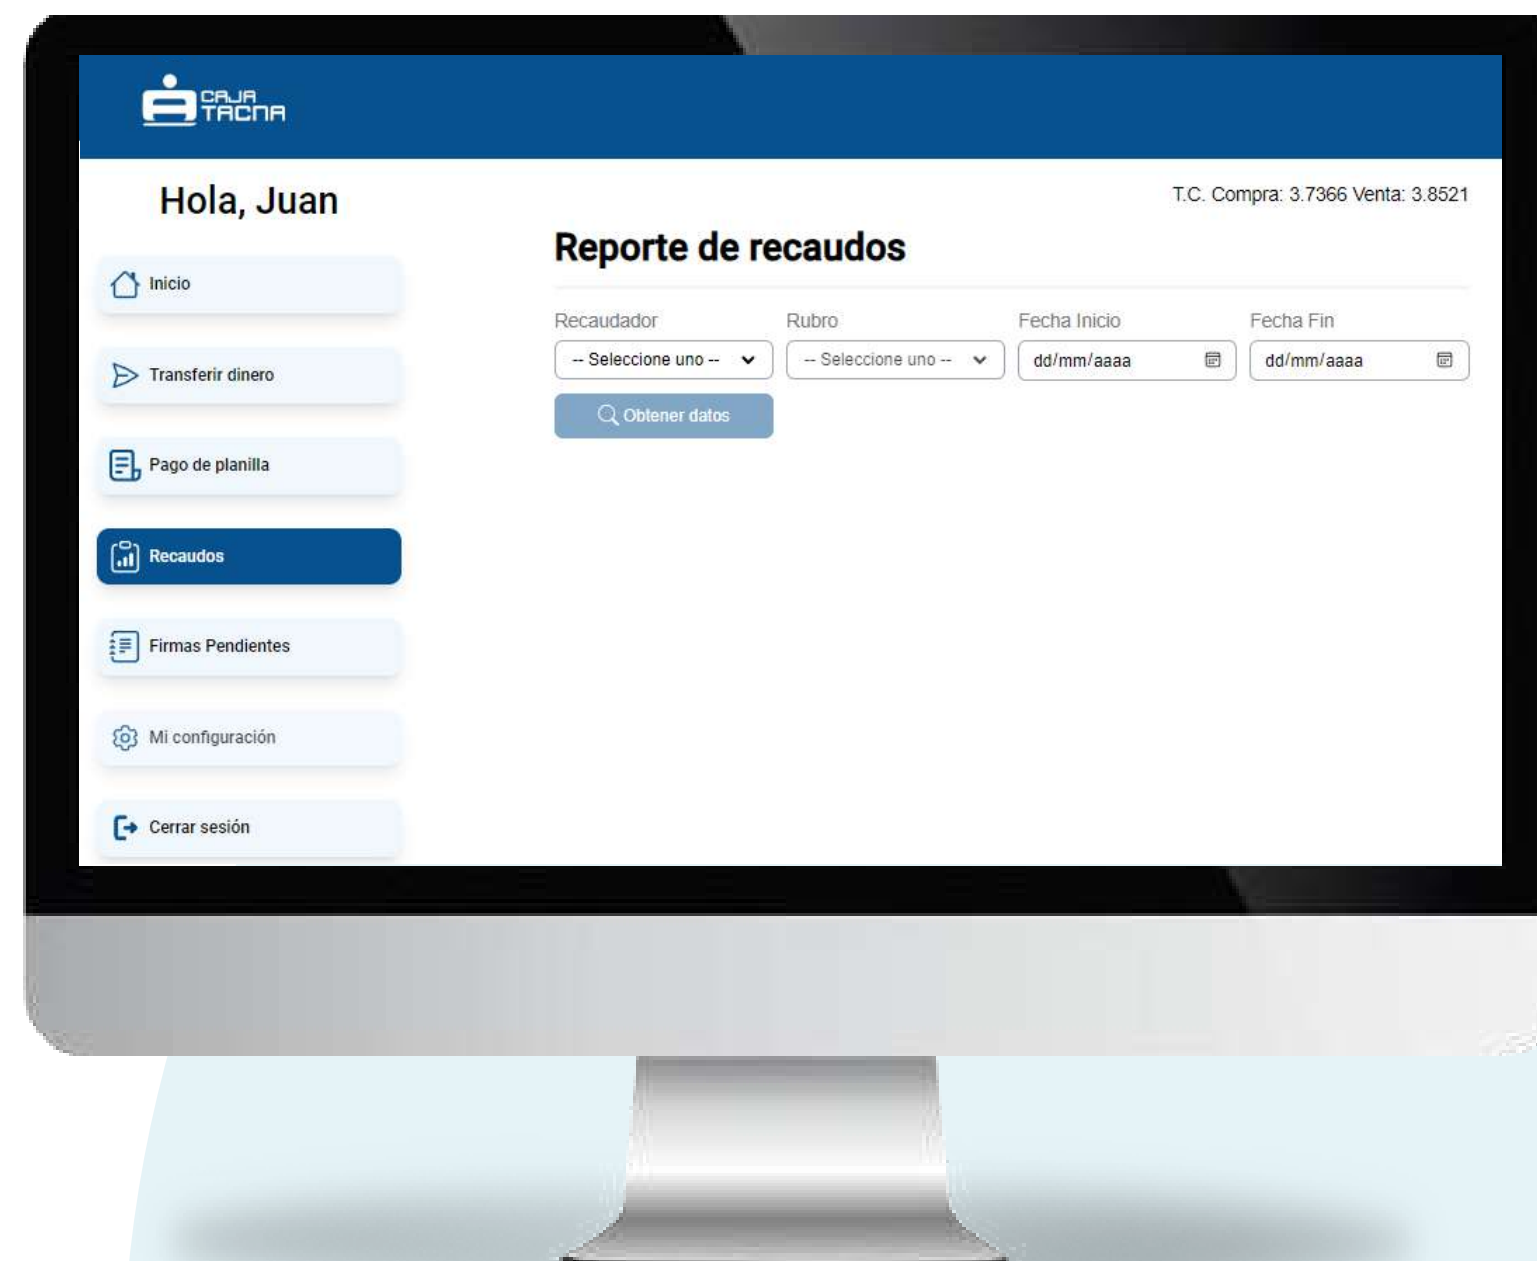 CAJA
TACNA
Hola, Juan
T.C. Compra: 3.7366 Venta: 3.8521
Reporte de recaudos
Inicio
Transferir dinero
Pago de planilla
Recaudos
Firmas Pendientes
Mi configuración
Cerrar sesión
Recaudador Rubro Fecha Inicio Fecha Fin
-- Seleccione uno -- -- Seleccione uno -- dd/mm/aaaa dd/mm/aaaa
Obtener datos